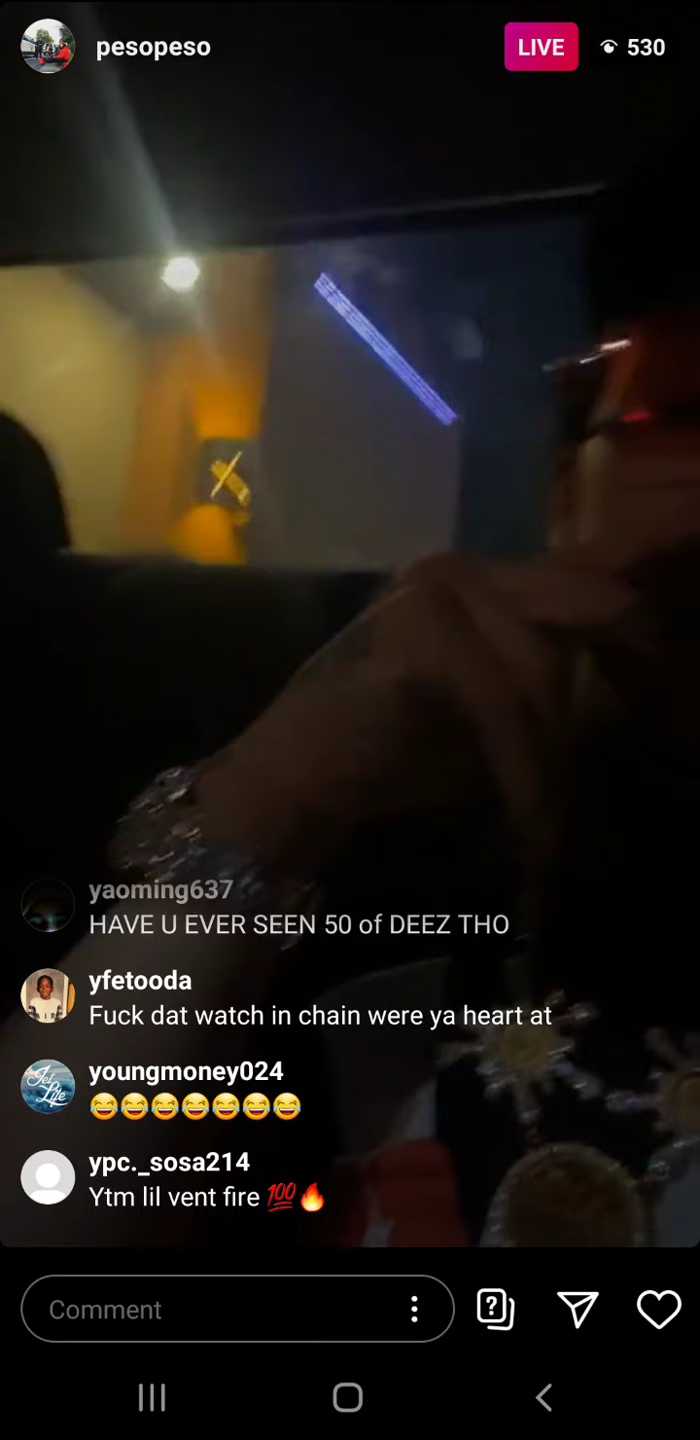 pesopeso
LIVE
530
yaoming637
HAVE U EVER SEEN 50 of DEEZ THO
yfetooda
Fuck dat watch in chain were ya heart at
youngmoney024
😂😂😂😂😂😂😂
ypc._sosa214
Ytm lil vent fire 💯🔥
Comment